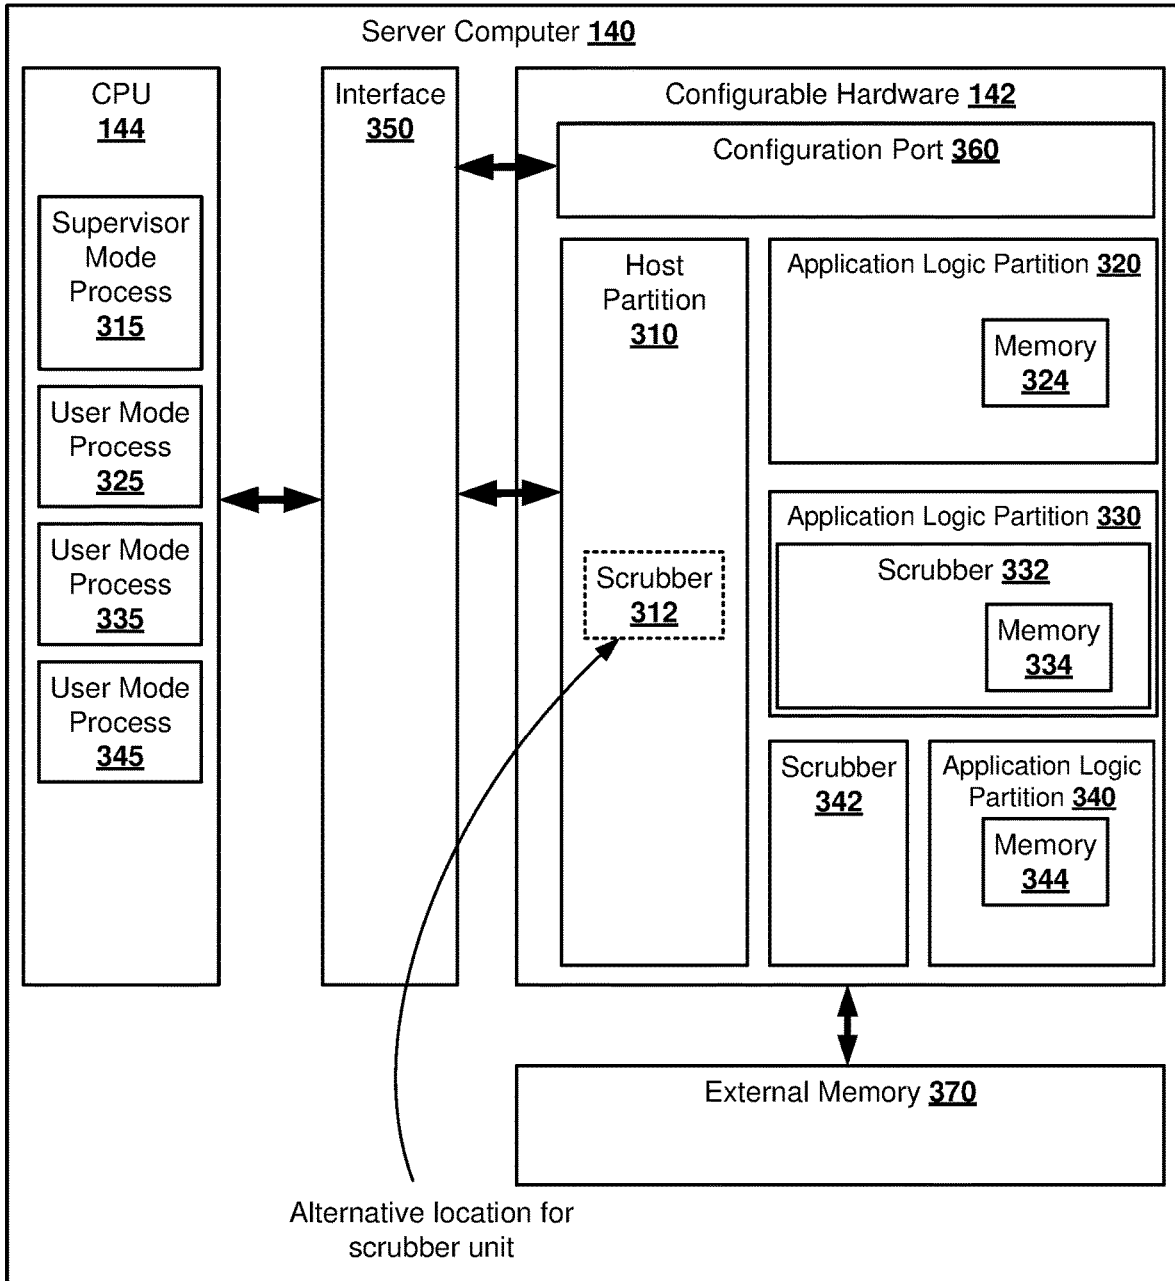 Server Computer 140
CPU
144
Supervisor
Mode
Process
315
User Mode
Process
325
User Mode
Process
335
User Mode
Process
345
Interface
350
Configurable Hardware 142
Configuration Port 360
Host
Partition
310
Scrubber
312
Application Logic Partition 320
Memory
324
Application Logic Partition 330
Scrubber 332
Memory
334
Scrubber
342
Application Logic
Partition 340
Memory
344
External Memory 370
Alternative location for
scrubber unit